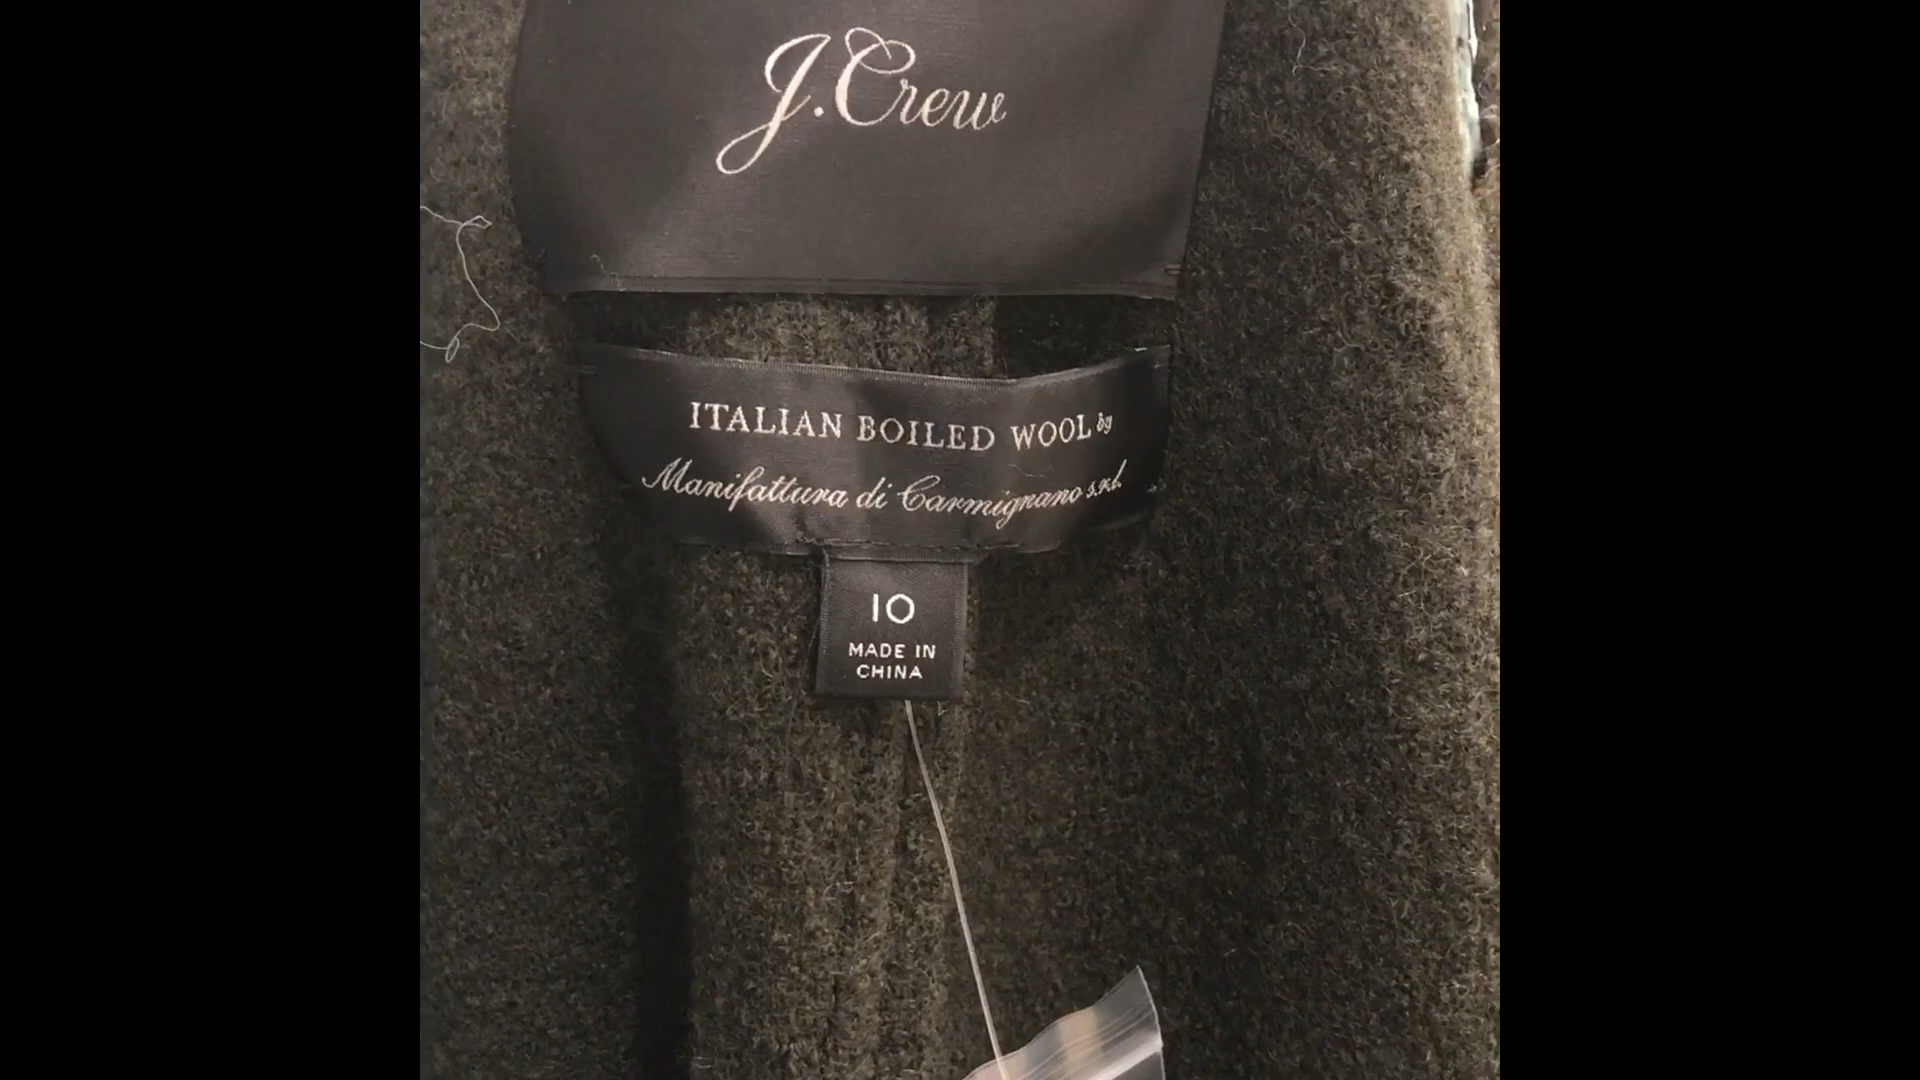 J.Crew
ITALIAN BOILED WOOL by
Manifattura di Carmignano s.r.l.
10
MADE IN
CHINA